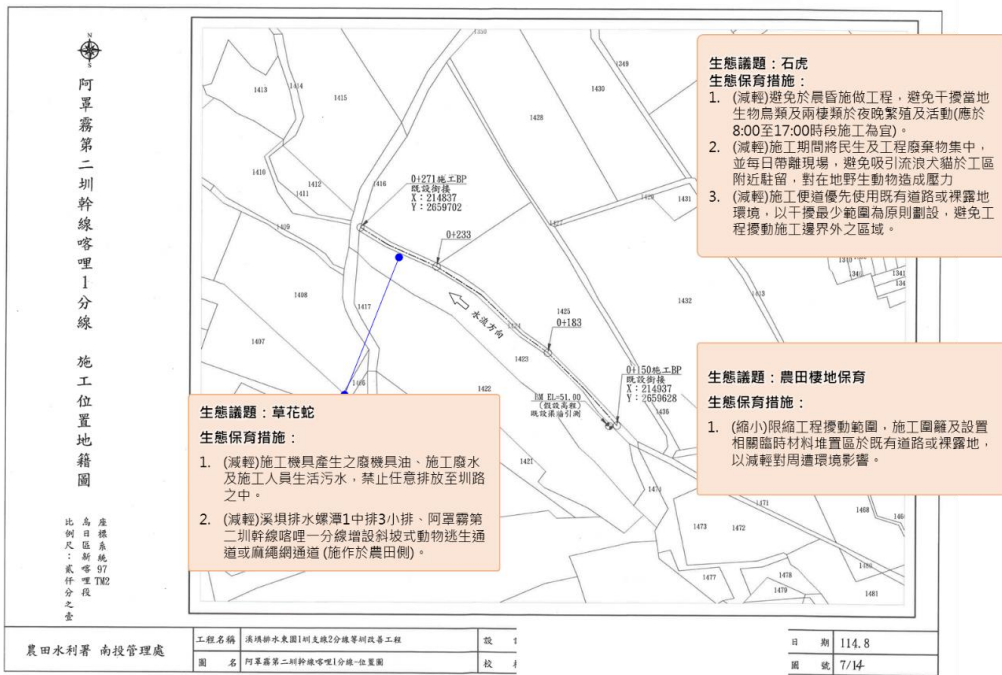 N
S
阿罩霧第二圳幹線喀哩1分線 施工位置地籍圖
座標系統97 TM2
烏日區新喀哩段
比例尺：貳仟分之壹
1350
1349
1413
1414
1415
1430
1428
1410
1412
1411
1416
1409
1431
0+271施工BP
既設銜接
X：214837
Y：2659702
0+233
1408
1417
1425
1432
1413
水流方向
0+183
1423
1407
1422
0+150施工BP
既設銜接
X：214937
Y：2659628
BM EL=51.00
(假設高程)
既設渠頂引測
1436
1421
1471
1473
1472
1468
1477
1478
1479
1481
生態議題：石虎
生態保育措施：
1. (減輕)避免於晨昏施做工程，避免干擾當地
生物鳥類及兩棲類於夜晚繁殖及活動(應於
8:00至17:00時段施工為宜)。
2. (減輕)施工期間將民生及工程廢棄物集中，
並每日帶離現場，避免吸引流浪犬貓於工區
附近駐留，對在地野生動物造成壓力
3. (減輕)施工便道優先使用既有道路或裸露地
環境，以干擾最少範圍為原則劃設，避免工
程擾動施工邊界外之區域。
生態議題：農田棲地保育
生態保育措施：
1. (縮小)限縮工程擾動範圍，施工圍籬及設置
相關臨時材料堆置區於既有道路或裸露地，
以減輕對周遭環境影響。
生態議題：草花蛇
生態保育措施：
1. (減輕)施工機具產生之廢機具油、施工廢水
及施工人員生活污水，禁止任意排放至圳路
之中。
2. (減輕)溪埧排水螺潭1中排3小排、阿罩霧第
二圳幹線喀哩一分線增設斜坡式動物逃生通
道或麻繩網通道 (施作於農田側)。
農田水利署 南投管理處
工程名稱 溪埧排水東園1圳支線2分線等圳改善工程
圖 名 阿罩霧第二圳幹線喀哩1分線-位置圖
設
校
日 期 114.8
圖 號 7/14